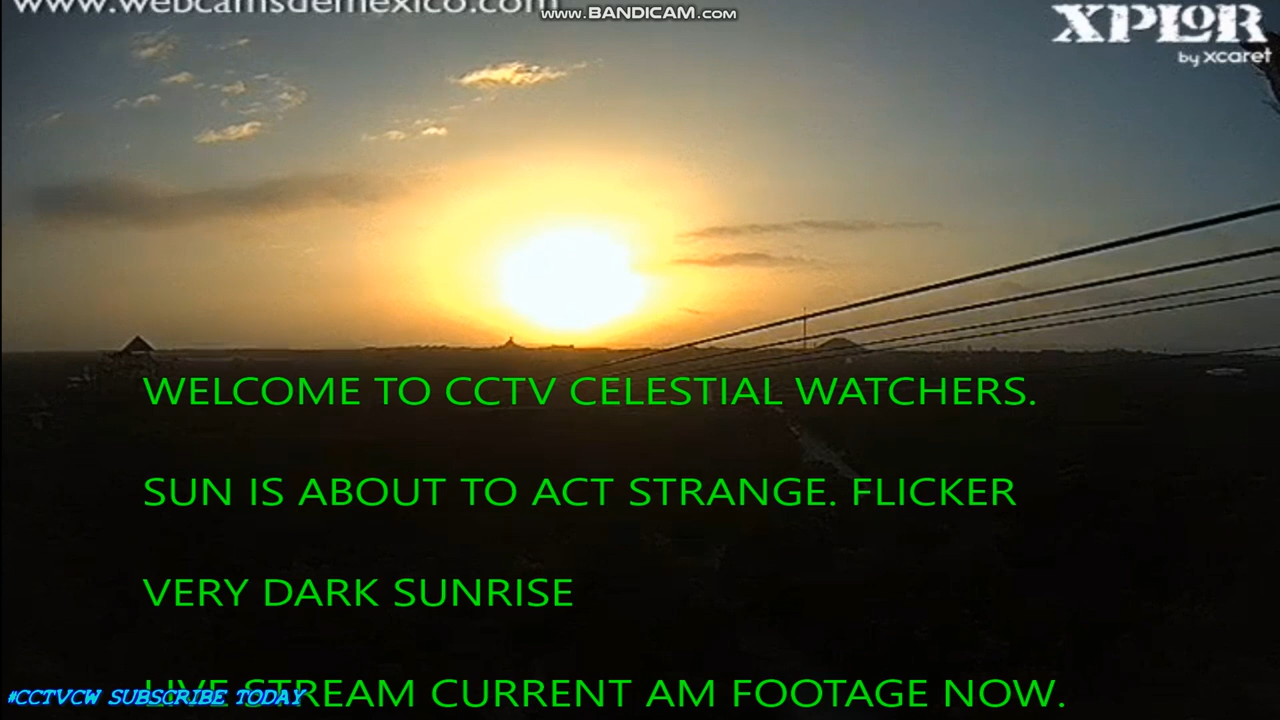 www.webcamsdemexico.com
WWW.BANDICAM.COM
XPLOR
by xcaret
WELCOME TO CCTV CELESTIAL WATCHERS.
SUN IS ABOUT TO ACT STRANGE. FLICKER
VERY DARK SUNRISE
LIVE STREAM CURRENT AM FOOTAGE NOW.
#CCTVCW SUBSCRIBE TODAY